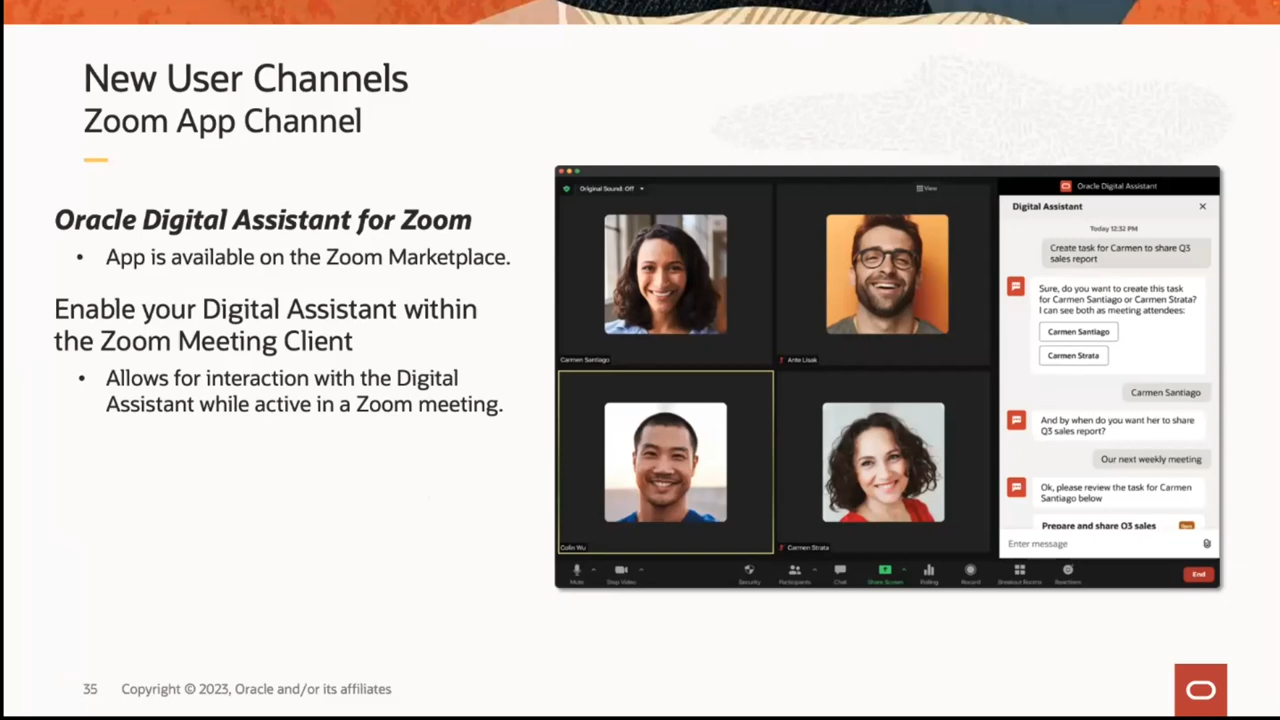 New User Channels
Zoom App Channel
Oracle Digital Assistant for Zoom
• App is available on the Zoom Marketplace.
Enable your Digital Assistant within
the Zoom Meeting Client
• Allows for interaction with the Digital
Assistant while active in a Zoom meeting.
Original Sound: Off
View
Carmen Santiago
Ante Lisak
Colin Wu
Carmen Strata
Mute
Stop Video
Security
Participants
Chat
Share Screen
Polling
Record
Breakout Rooms
Reactions
End
Oracle Digital Assistant
Digital Assistant
Today 12:32 PM
Create task for Carmen to share Q3
sales report
Sure, do you want to create this task
for Carmen Santiago or Carmen Strata?
I can see both as meeting attendees:
Carmen Santiago
Carmen Strata
Carmen Santiago
And by when do you want her to share
Q3 sales report?
Our next weekly meeting
Ok, please review the task for Carmen
Santiago below
Prepare and share Q3 sales
Enter message
35
Copyright © 2023, Oracle and/or its affiliates